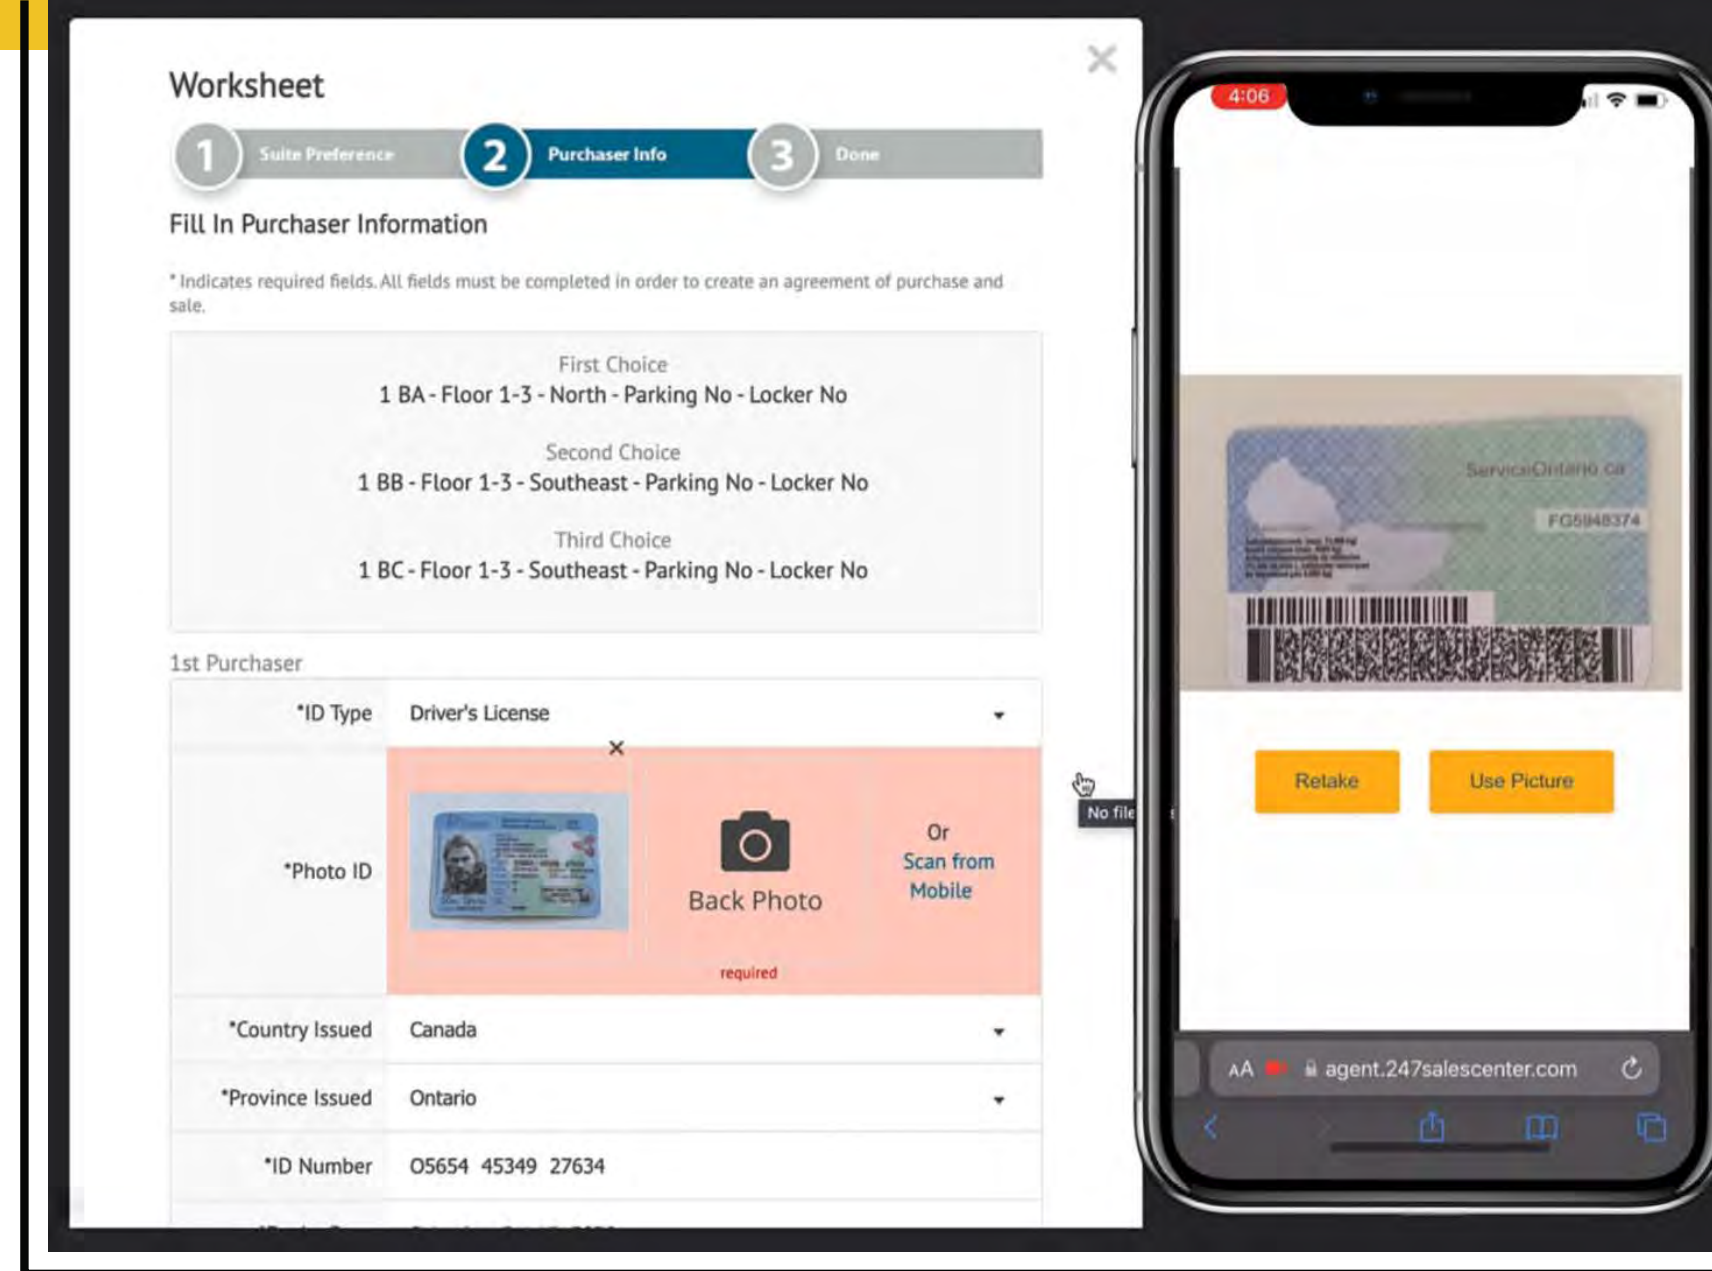 Worksheet
1 Suite Preference
2 Purchaser Info
3 Done
Fill In Purchaser Information
* Indicates required fields. All fields must be completed in order to create an agreement of purchase and
sale.
First Choice
1 BA - Floor 1-3 - North - Parking No - Locker No
Second Choice
1 BB - Floor 1-3 - Southeast - Parking No - Locker No
Third Choice
1 BC - Floor 1-3 - Southeast - Parking No - Locker No
1st Purchaser
*ID Type Driver's License
*Photo ID
Back Photo
required
Or
Scan from
Mobile
*Country Issued Canada
*Province Issued Ontario
*ID Number O5654 45349 27634
No file
4:06
ServiceOntario.ca
FG5948374
Retake
Use Picture
AA agent.247salescenter.com